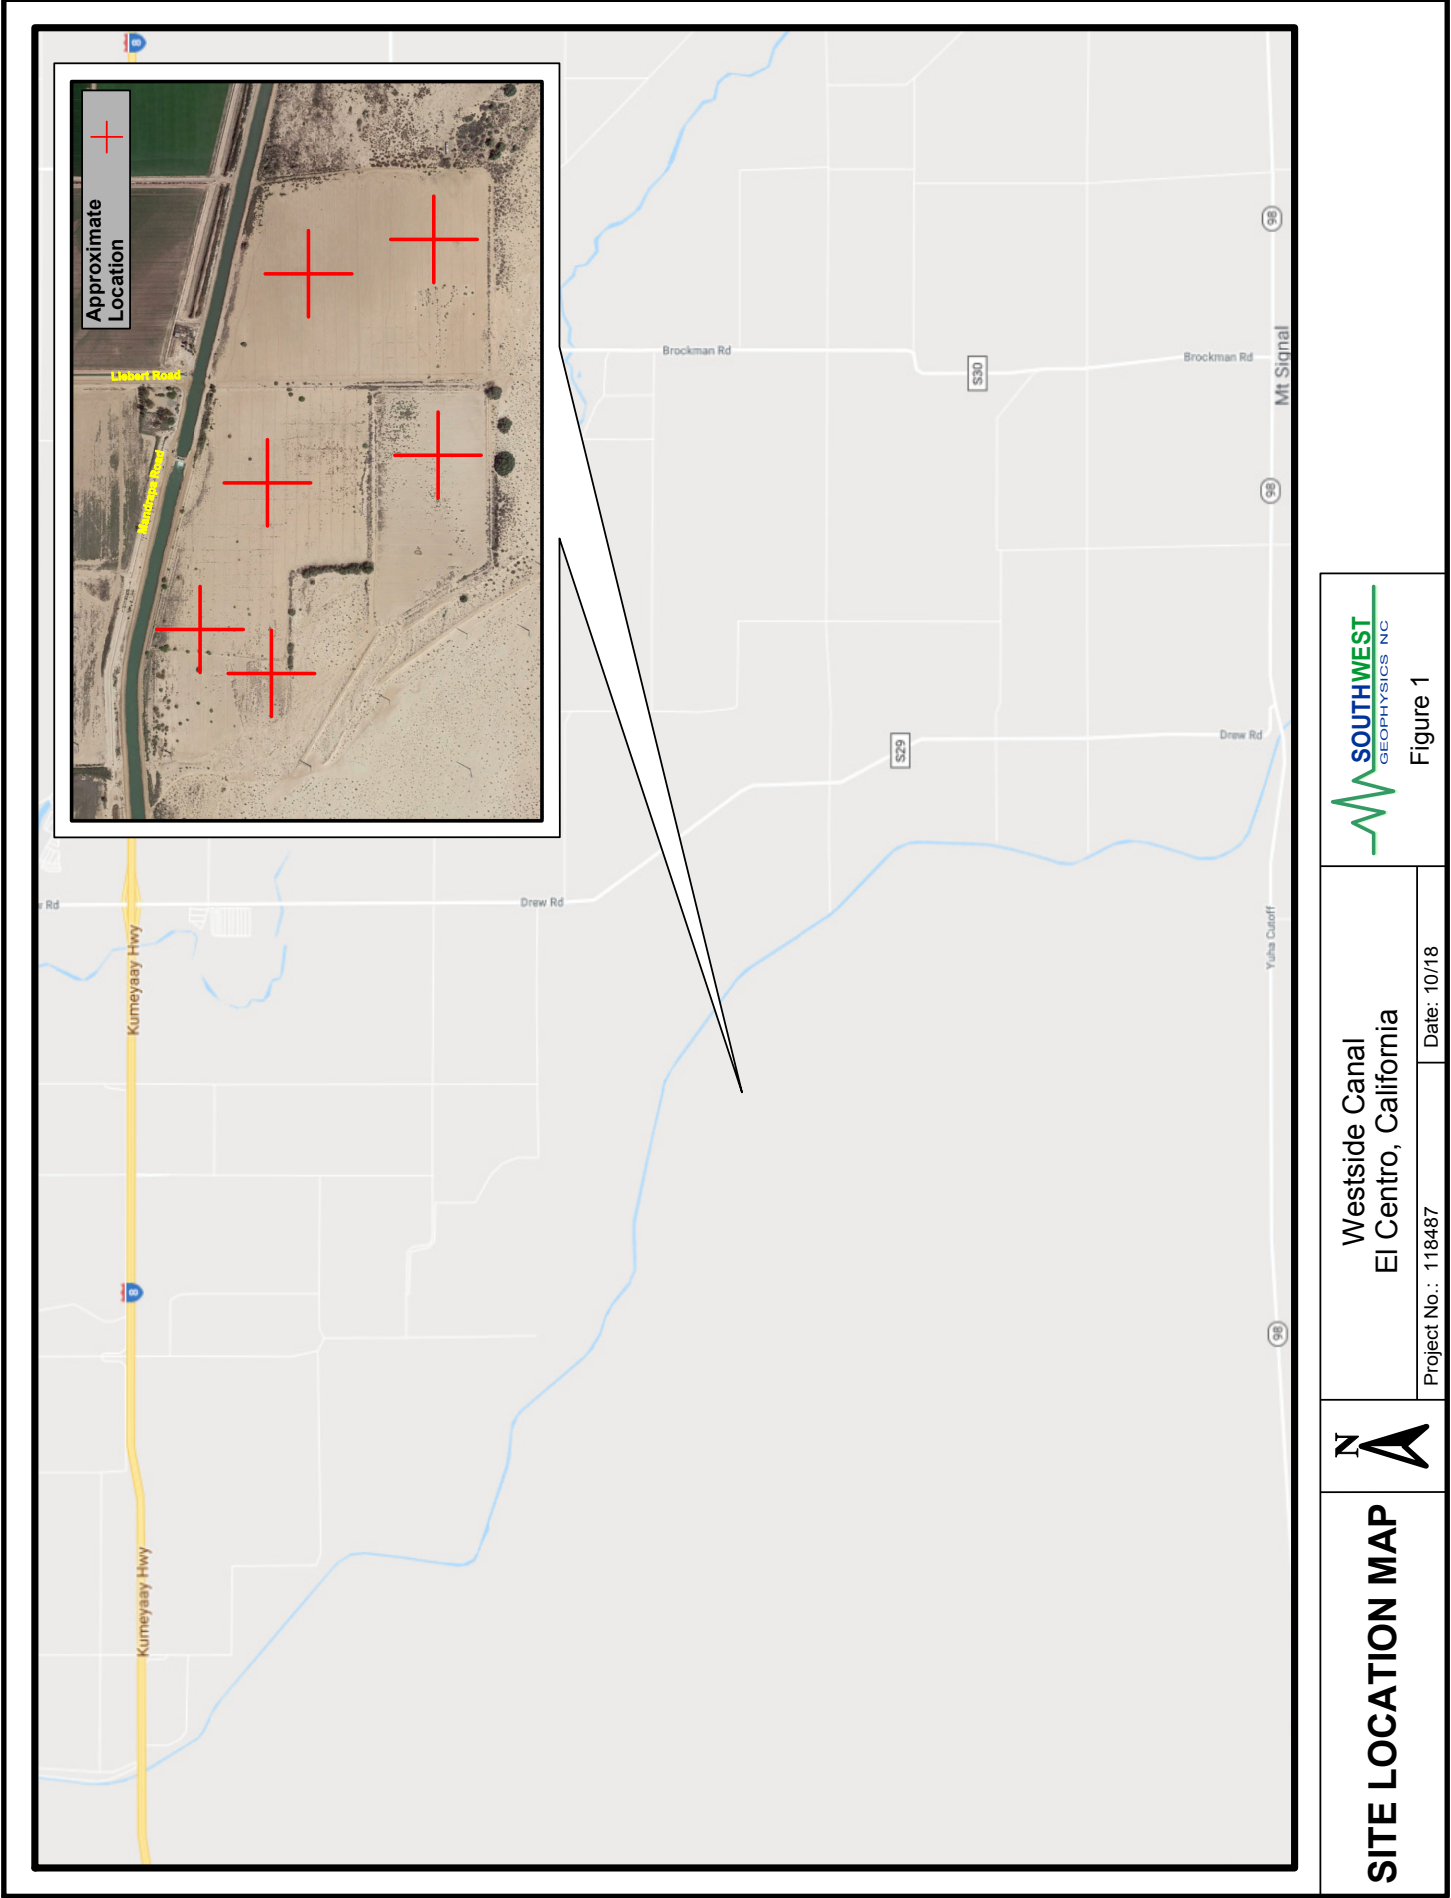 8
Approximate
Location
Liebert Road
Mandrapa Road
Brockman Rd
S30
Brockman Rd
98
Mt Signal
98
S29
Drew Rd
Drew Rd
Rd
Kumeyaay Hwy
Yuha Cutoff
8
98
Kumeyaay Hwy
SITE LOCATION MAP
N
Westside Canal
El Centro, California
Project No.: 118487
Date: 10/18
SOUTHWEST
GEOPHYSICS NC
Figure 1